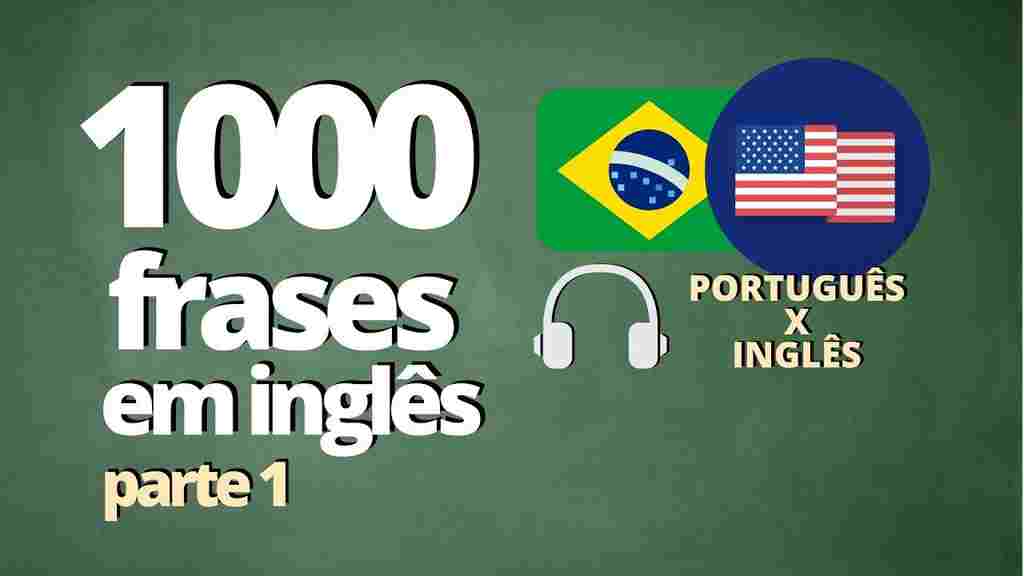 1000
frases
em inglês
parte 1
PORTUGUÊS
X
INGLÊS